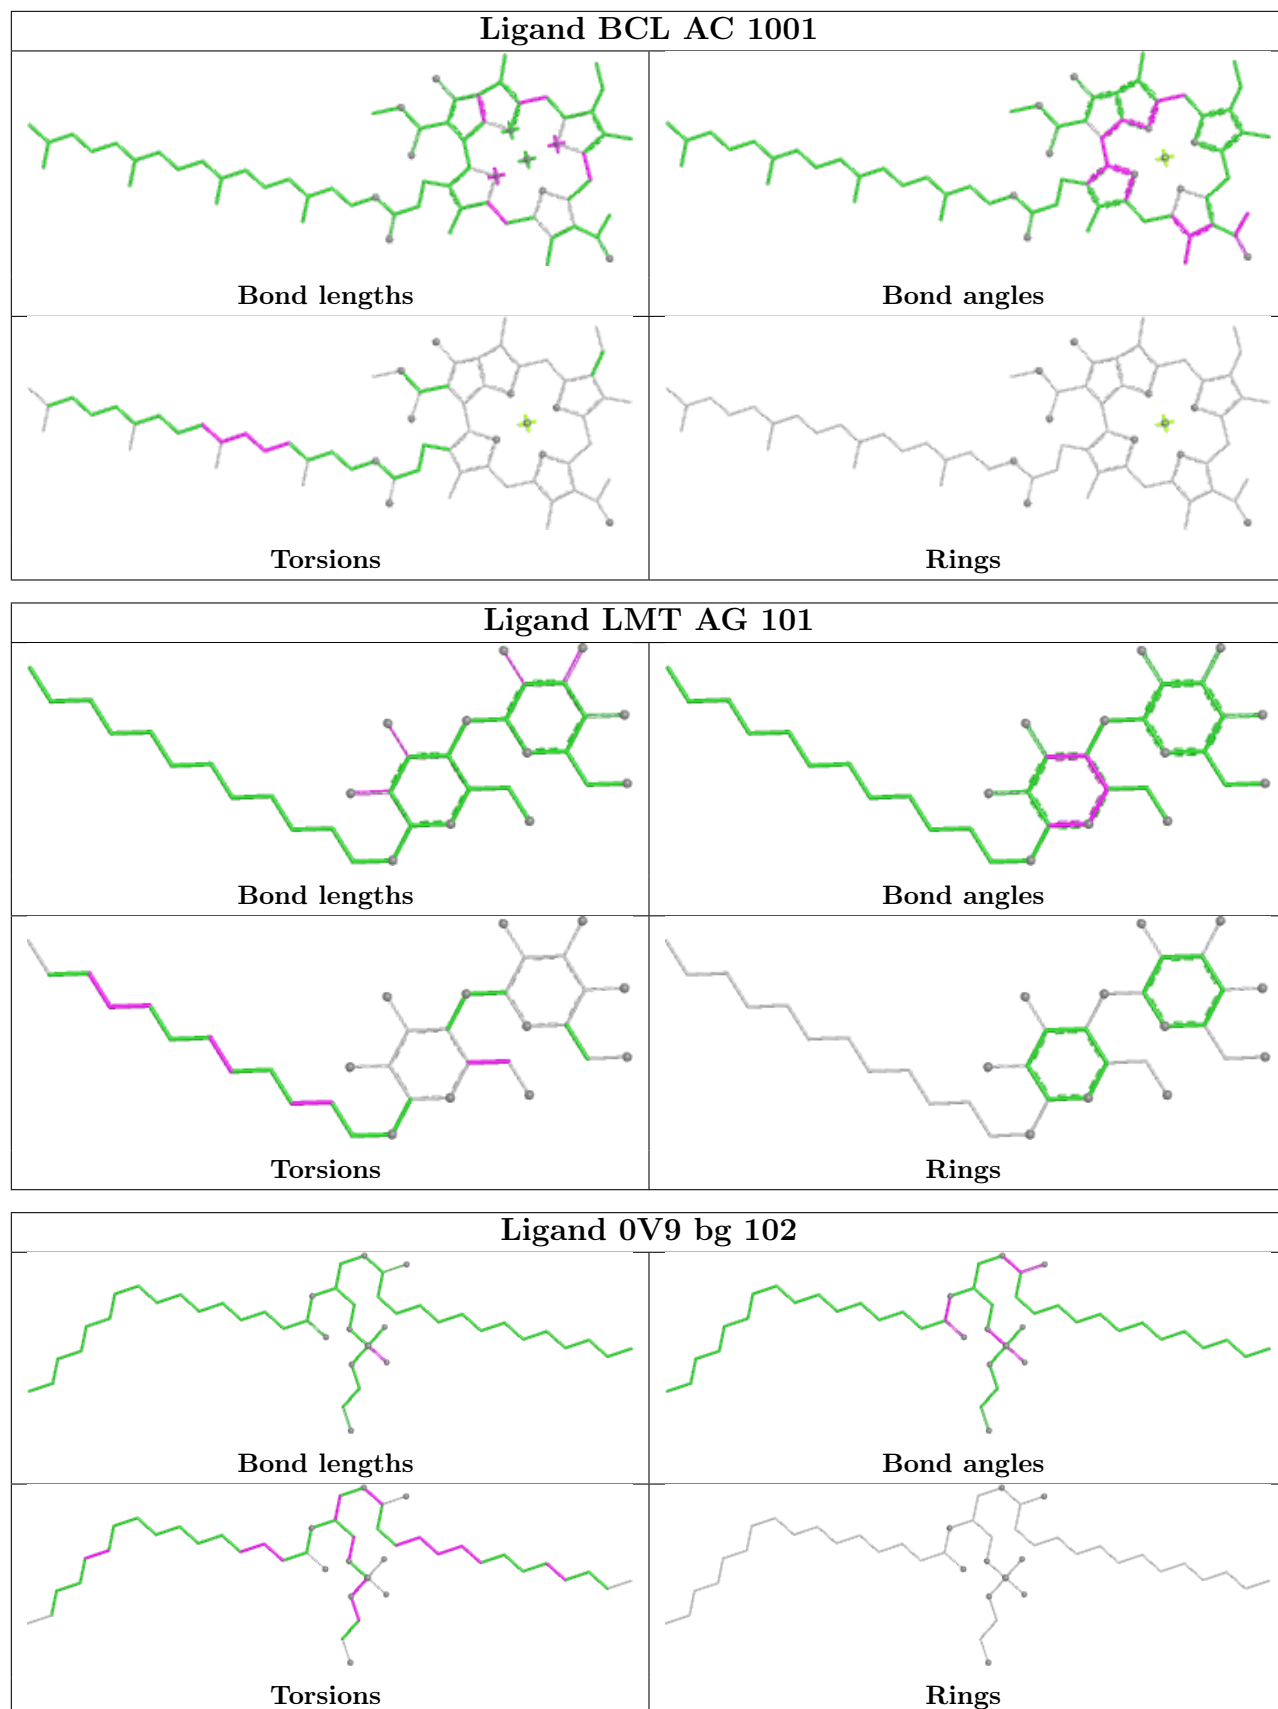 Ligand BCL AC 1001
Bond lengths
Bond angles
Torsions
Rings
Ligand LMT AG 101
Bond lengths
Bond angles
Torsions
Rings
Ligand 0V9 bg 102
Bond lengths
Bond angles
Torsions
Rings